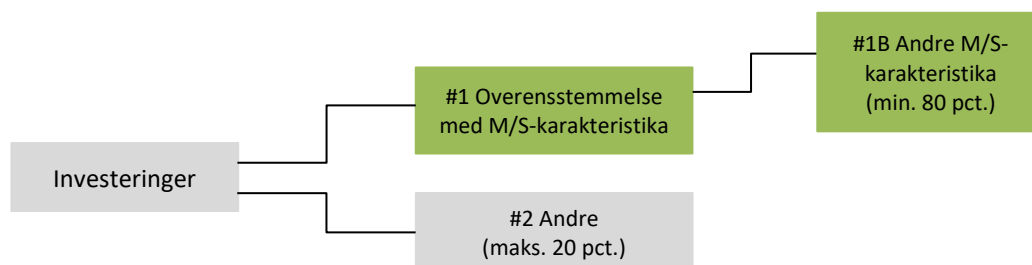 Investeringer
#1 Overensstemmelse
med M/S-karakteristika
#1B Andre M/S-
karakteristika
(min. 80 pct.)
#2 Andre
(maks. 20 pct.)